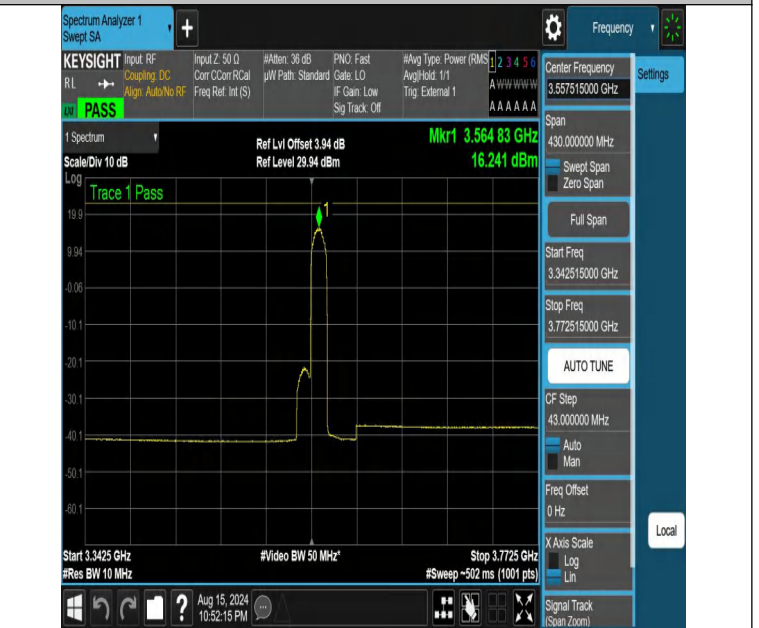 Spectrum Analyzer 1
Swept SA
+
Frequency
KEYSIGHT
RL
PASS
Input: RF
Coupling: DC
Align: Auto/No RF
Input Z: 50 Ω
Corr CCorr RCal
Freq Ref: Int (S)
#Atten: 36 dB
µW Path: Standard
PNO: Fast
Gate: LO
IF Gain: Low
Sig Track: Off
#Avg Type: Power (RMS
Avg|Hold: 1/1
Trig: External 1
1 2 3 4 5 6
A W W W W W
A A A A A A
1 Spectrum
Scale/Div 10 dB
Ref Lvl Offset 3.94 dB
Ref Level 29.94 dBm
Mkr1 3.564 83 GHz
16.241 dBm
Log
Trace 1 Pass
1
19.9
9.94
-0.06
-10.1
-20.1
-30.1
-40.1
-50.1
-60.1
Start 3.3425 GHz
#Res BW 10 MHz
#Video BW 50 MHz*
Stop 3.7725 GHz
#Sweep ~502 ms (1001 pts)
Center Frequency
3.557515000 GHz
Settings
Span
430.000000 MHz
Swept Span
Zero Span
Full Span
Start Freq
3.342515000 GHz
Stop Freq
3.772515000 GHz
AUTO TUNE
CF Step
43.000000 MHz
Auto
Man
Freq Offset
0 Hz
X Axis Scale
Log
Lin
Local
Signal Track
(Span Zoom)
?
Aug 15, 2024
10:52:15 PM